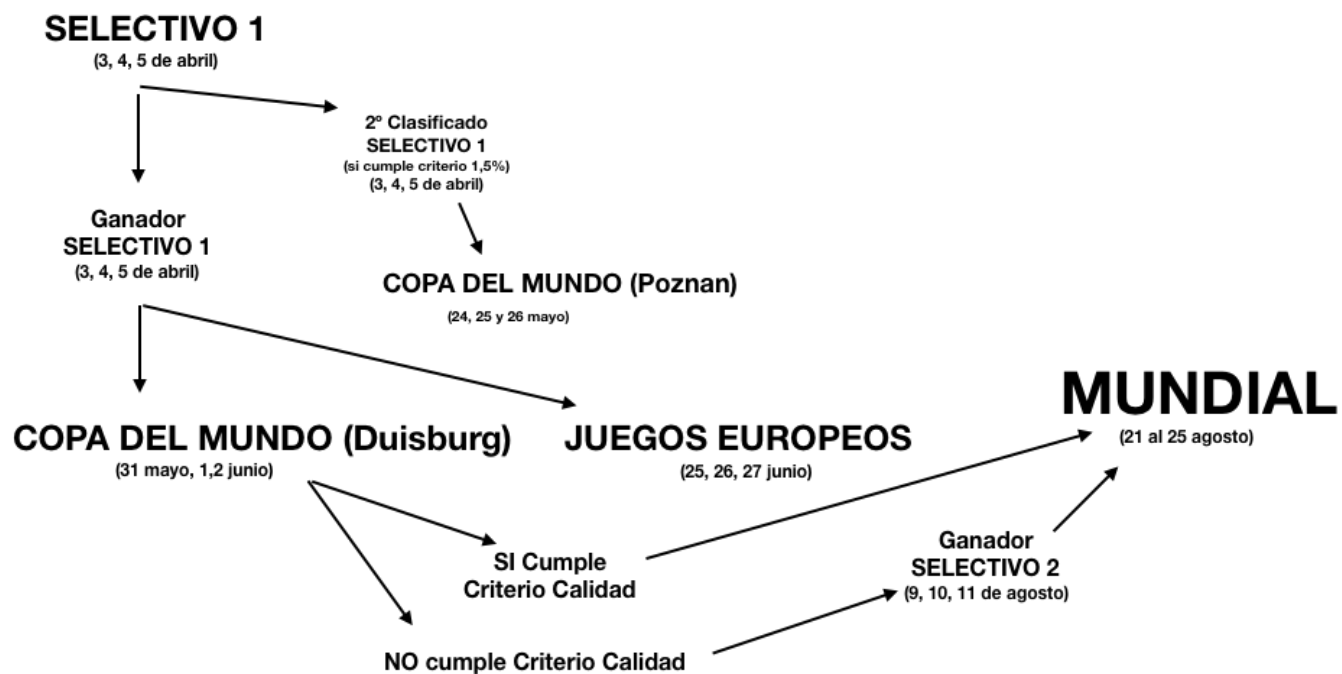 SELECTIVO 1
(3, 4, 5 de abril)
2º Clasificado
SELECTIVO 1
(si cumple criterio 1,5%)
(3, 4, 5 de abril)
Ganador
SELECTIVO 1
(3, 4, 5 de abril)
COPA DEL MUNDO (Poznan)
(24, 25 y 26 mayo)
MUNDIAL
(21 al 25 agosto)
COPA DEL MUNDO (Duisburg)
(31 mayo, 1,2 junio)
JUEGOS EUROPEOS
(25, 26, 27 junio)
SI Cumple
Criterio Calidad
Ganador
SELECTIVO 2
(9, 10, 11 de agosto)
NO cumple Criterio Calidad